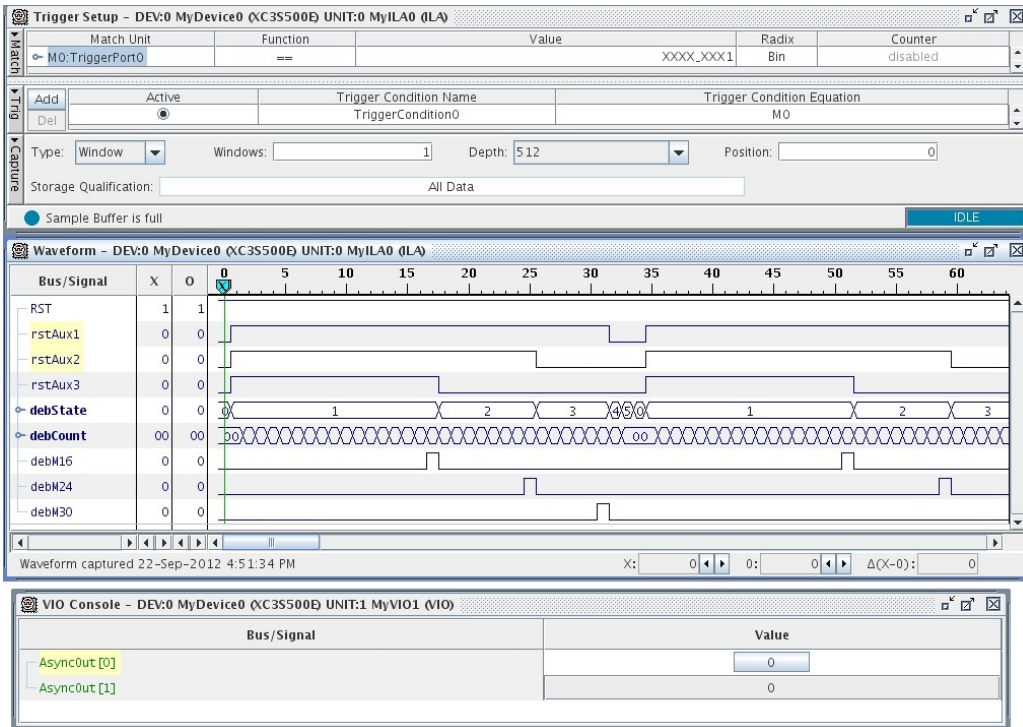 Trigger Setup - DEV:0 MyDevice0 (XC3S500E) UNIT:0 MyILA0 (ILA)
Match
Match Unit Function Value Radix Counter
M0:TriggerPort0 == XXXX_XXX1 Bin disabled
Trig
Add Active Trigger Condition Name Trigger Condition Equation
Del TriggerCondition0 M0
Capture
Type: Window Windows: 1 Depth: 512 Position: 0
Storage Qualification: All Data
Sample Buffer is full IDLE
Waveform - DEV:0 MyDevice0 (XC3S500E) UNIT:0 MyILA0 (ILA)
Bus/Signal X O 0 5 10 15 20 25 30 35 40 45 50 55 60
X
RST 1 1
rstAux1 0 0
rstAux2 0 0
rstAux3 0 0
debState 0 0 0 1 2 3 4 5 0 1 2 3
debCount 00 00 00 00
debM16 0 0
debM24 0 0
debM30 0 0
Waveform captured 22-Sep-2012 4:51:34 PM X: 0 O: 0 Δ(X-O): 0
VIO Console - DEV:0 MyDevice0 (XC3S500E) UNIT:1 MyVIO1 (VIO)
Bus/Signal Value
AsyncOut[0] 0
AsyncOut[1] 0